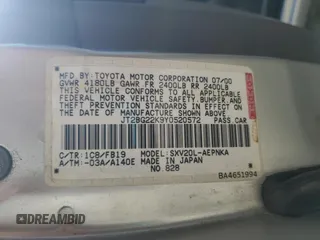 MFD.BY TOYOTA MOTOR CORPORATION 07/00
GVWR 4180LB GAWR FR 2400LB RR 2400LB
THIS VEHICLE CONFORMS TO ALL APPLICABLE
FEDERAL MOTOR VEHICLE SAFETY, BUMPER, AND
THEFT PREVENTION STANDARDS IN EFFECT ON
THE DATE OF MANUFACTURE SHOWN ABOVE.
JT2BG22K9Y0520572 PASS.CAR
C/TR: 1C8/FB19 MODEL: SXV20L-AEPNKA
A/TM: -03A/A140E MADE IN JAPAN
NO 828
BA4651994
AUTOBIDMASTER